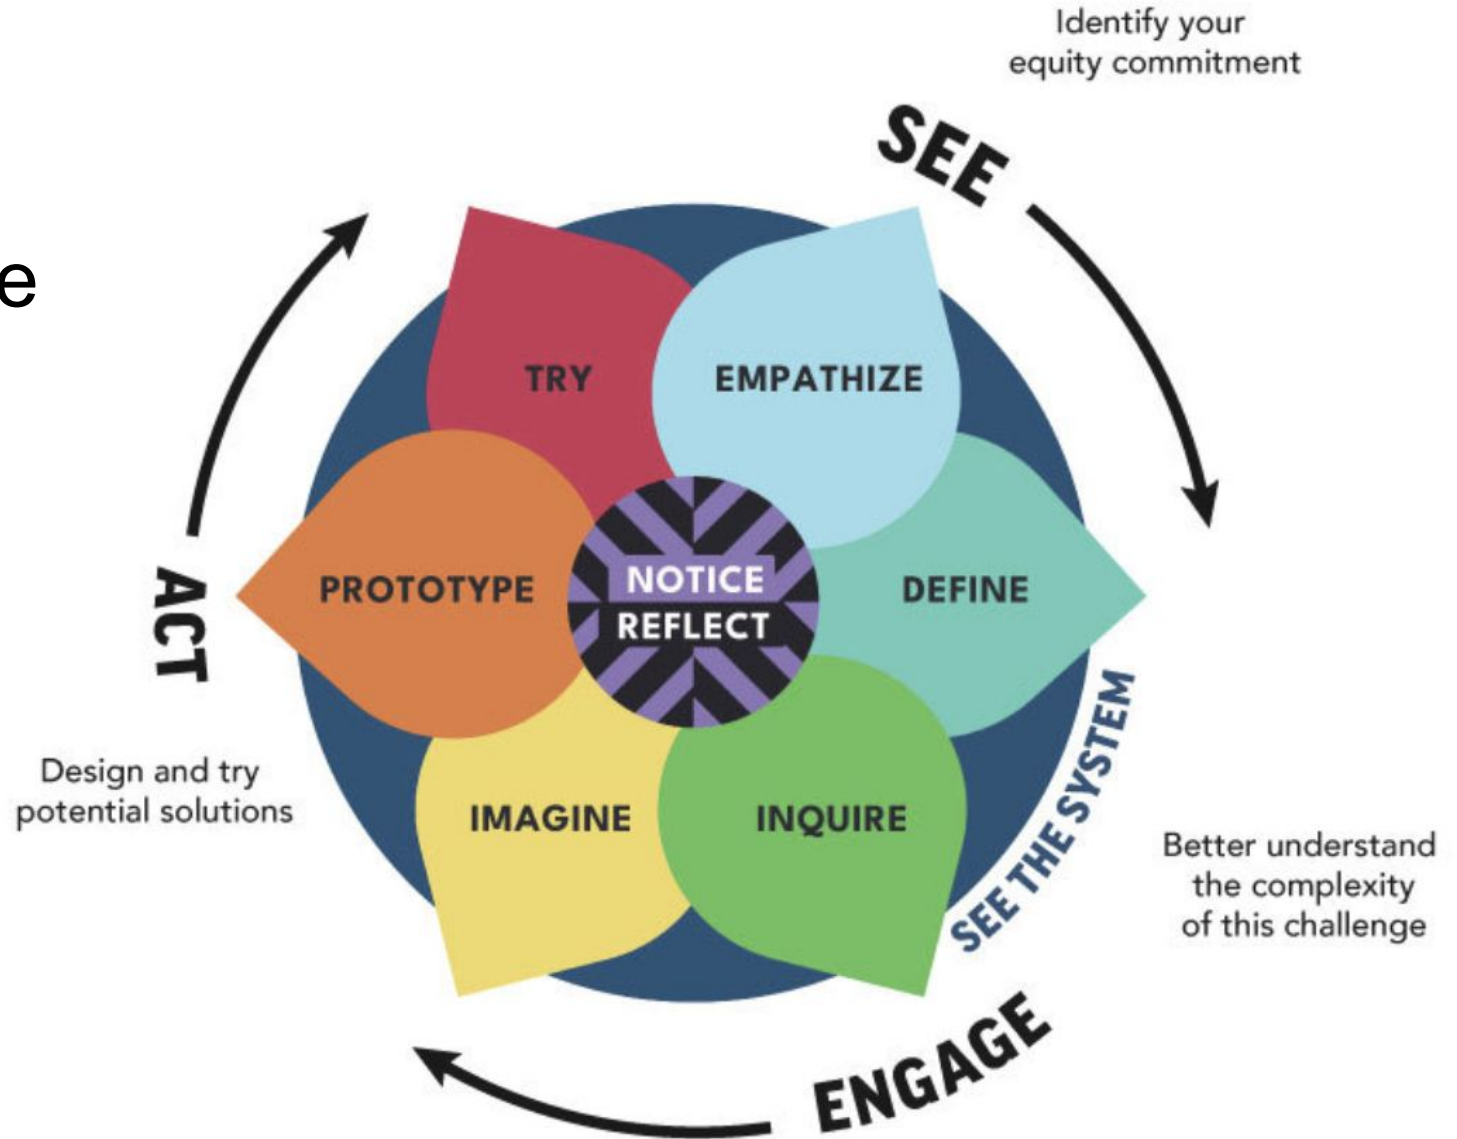 Identify your
equity commitment
SEE
e
TRY
EMPATHIZE
PROTOTYPE
NOTICE
REFLECT
DEFINE
ACT
SEE THE SYSTEM
Design and try
potential solutions
IMAGINE
INQUIRE
Better understand
the complexity
of this challenge
ENGAGE